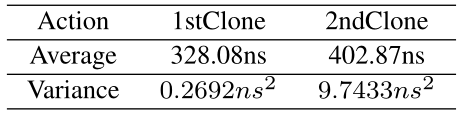 Action 1stClone 2ndClone
Average 328.08ns 402.87ns
Variance 0.2692ns² 9.7433ns²